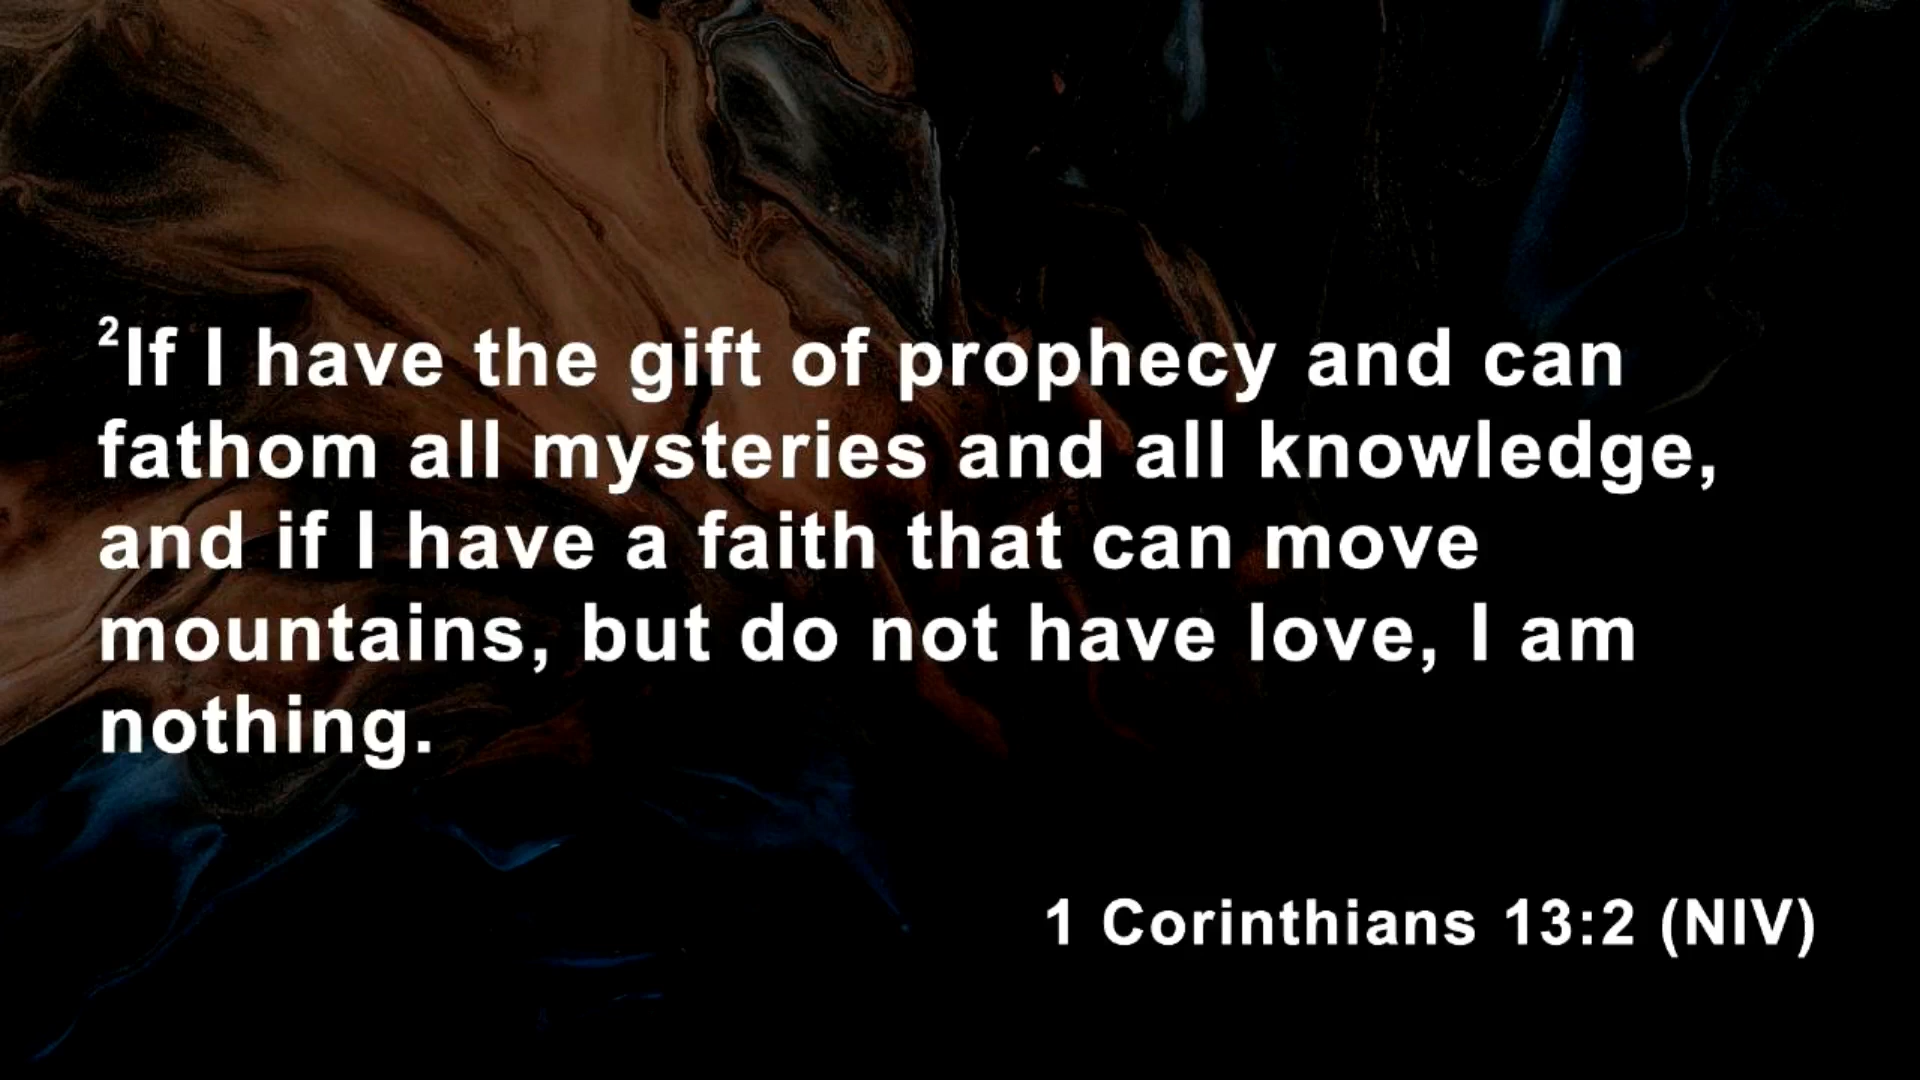 ²If I have the gift of prophecy and can
fathom all mysteries and all knowledge,
and if I have a faith that can move
mountains, but do not have love, I am
nothing.
1 Corinthians 13:2 (NIV)